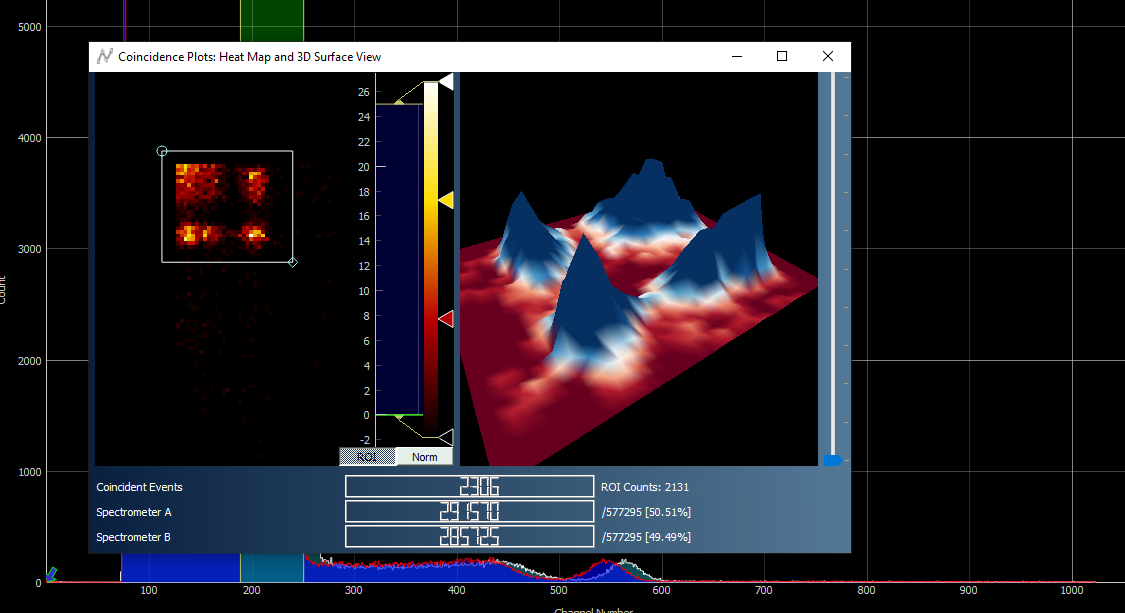 5000
Coincidence Plots: Heat Map and 3D Surface View
26
24
22
20
18
16
14
12
10
8
6
4
2
0
-2
4000
3000
2000
1000
0
Count
ROI
Norm
Coincident Events 2306 ROI Counts: 2131
Spectrometer A 291570 /577295 [50.51%]
Spectrometer B 285725 /577295 [49.49%]
100 200 300 400 500 600 700 800 900 1000
Channel Number